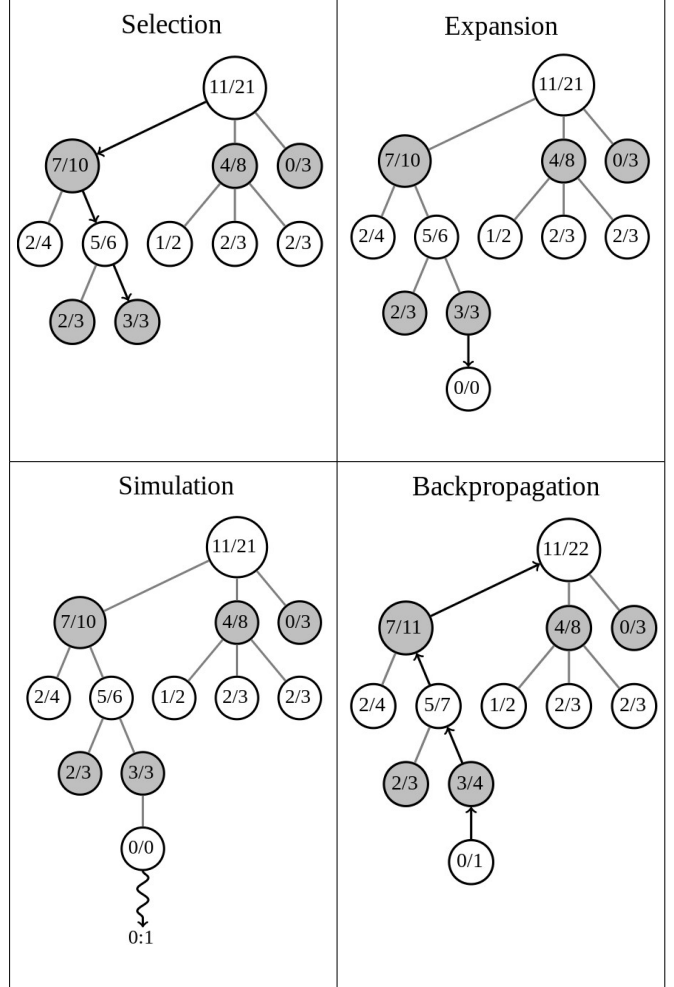 Selection
11/21
7/10 4/8 0/3
2/4 5/6 1/2 2/3 2/3
2/3 3/3
Expansion
11/21
7/10 4/8 0/3
2/4 5/6 1/2 2/3 2/3
2/3 3/3
0/0
Simulation
11/21
7/10 4/8 0/3
2/4 5/6 1/2 2/3 2/3
2/3 3/3
0/0
0:1
Backpropagation
11/22
7/11 4/8 0/3
2/4 5/7 1/2 2/3 2/3
2/3 3/4
0/1